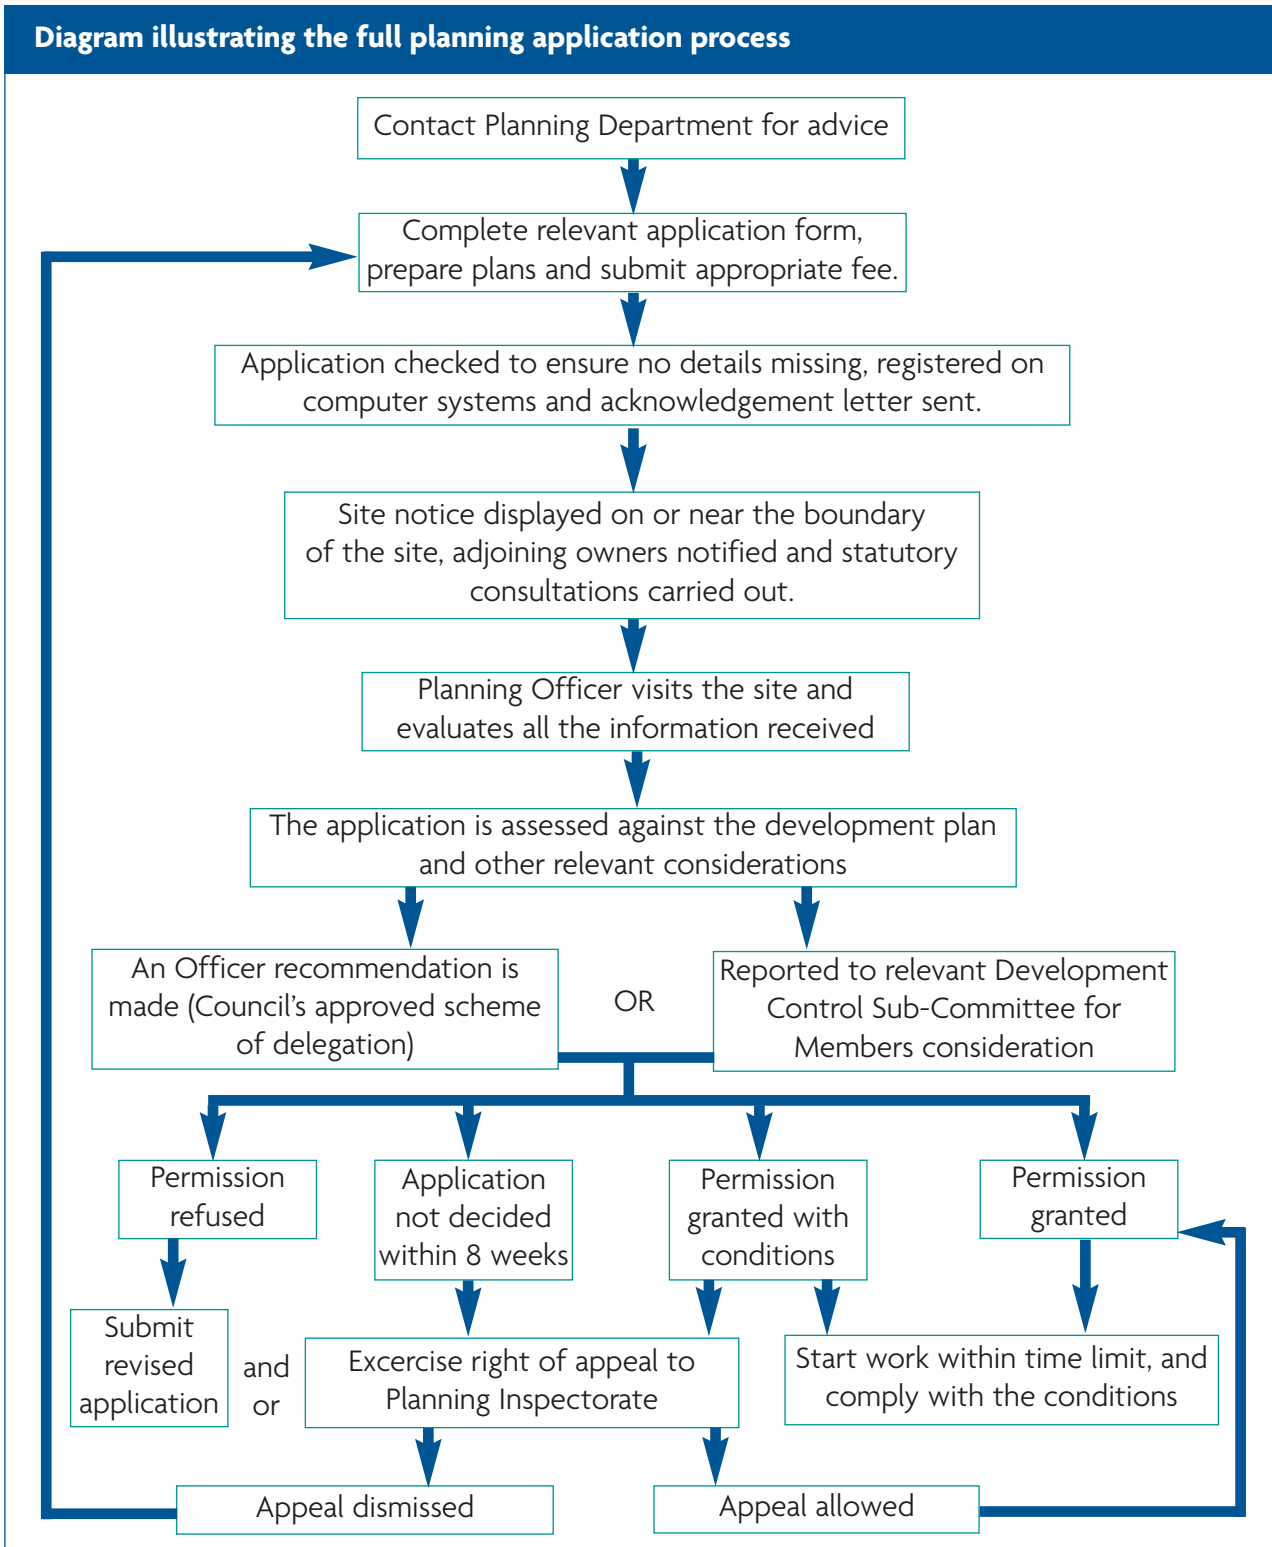 Diagram illustrating the full planning application process
Contact Planning Department for advice
Complete relevant application form,
prepare plans and submit appropriate fee.
Application checked to ensure no details missing, registered on
computer systems and acknowledgement letter sent.
Site notice displayed on or near the boundary
of the site, adjoining owners notified and statutory
consultations carried out.
Planning Officer visits the site and
evaluates all the information received
The application is assessed against the development plan
and other relevant considerations
An Officer recommendation is
made (Council’s approved scheme
of delegation)
OR
Reported to relevant Development
Control Sub-Committee for
Members consideration
Permission
refused
Application
not decided
within 8 weeks
Permission
granted with
conditions
Permission
granted
Submit
revised
application
and
or
Excercise right of appeal to
Planning Inspectorate
Start work within time limit, and
comply with the conditions
Appeal dismissed
Appeal allowed